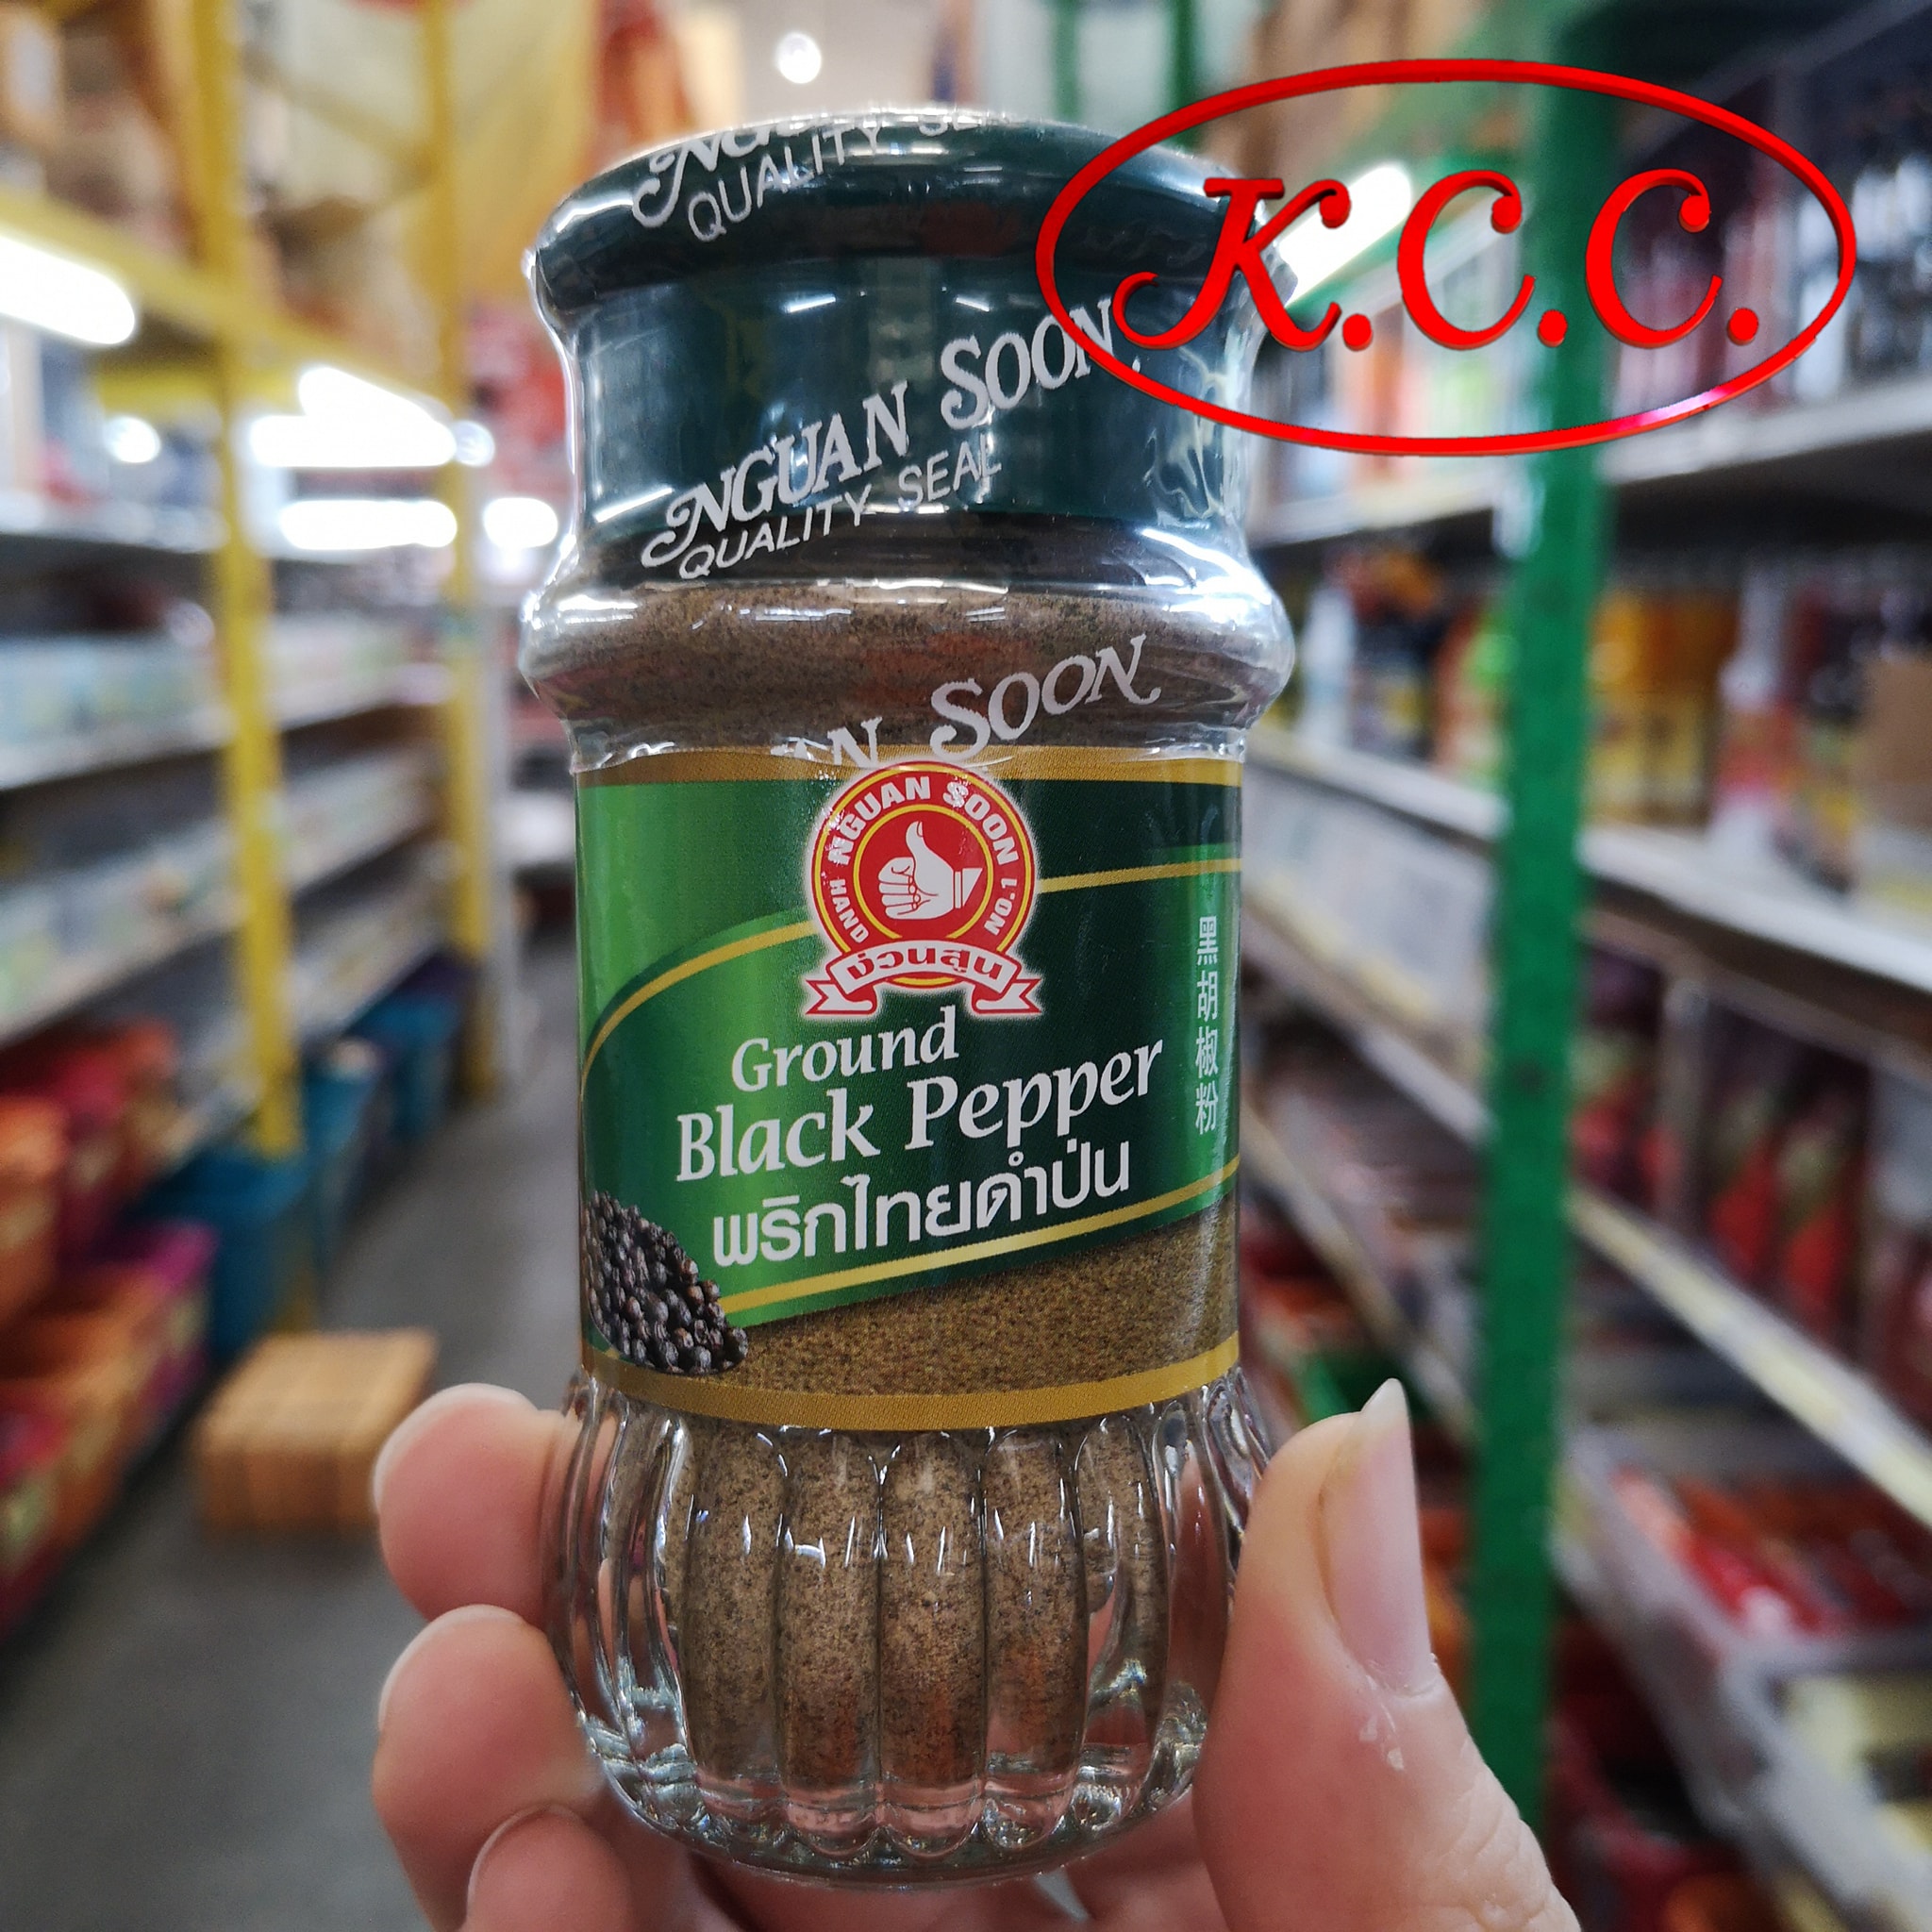 QUALITY
K.C.C.
NGUAN SOON
QUALITY SEAL
SOON
NGUAN SOON
HAND
NO.1
ง่วนสูน
Ground
Black Pepper
พริกไทยดำป่น
黑胡椒粉